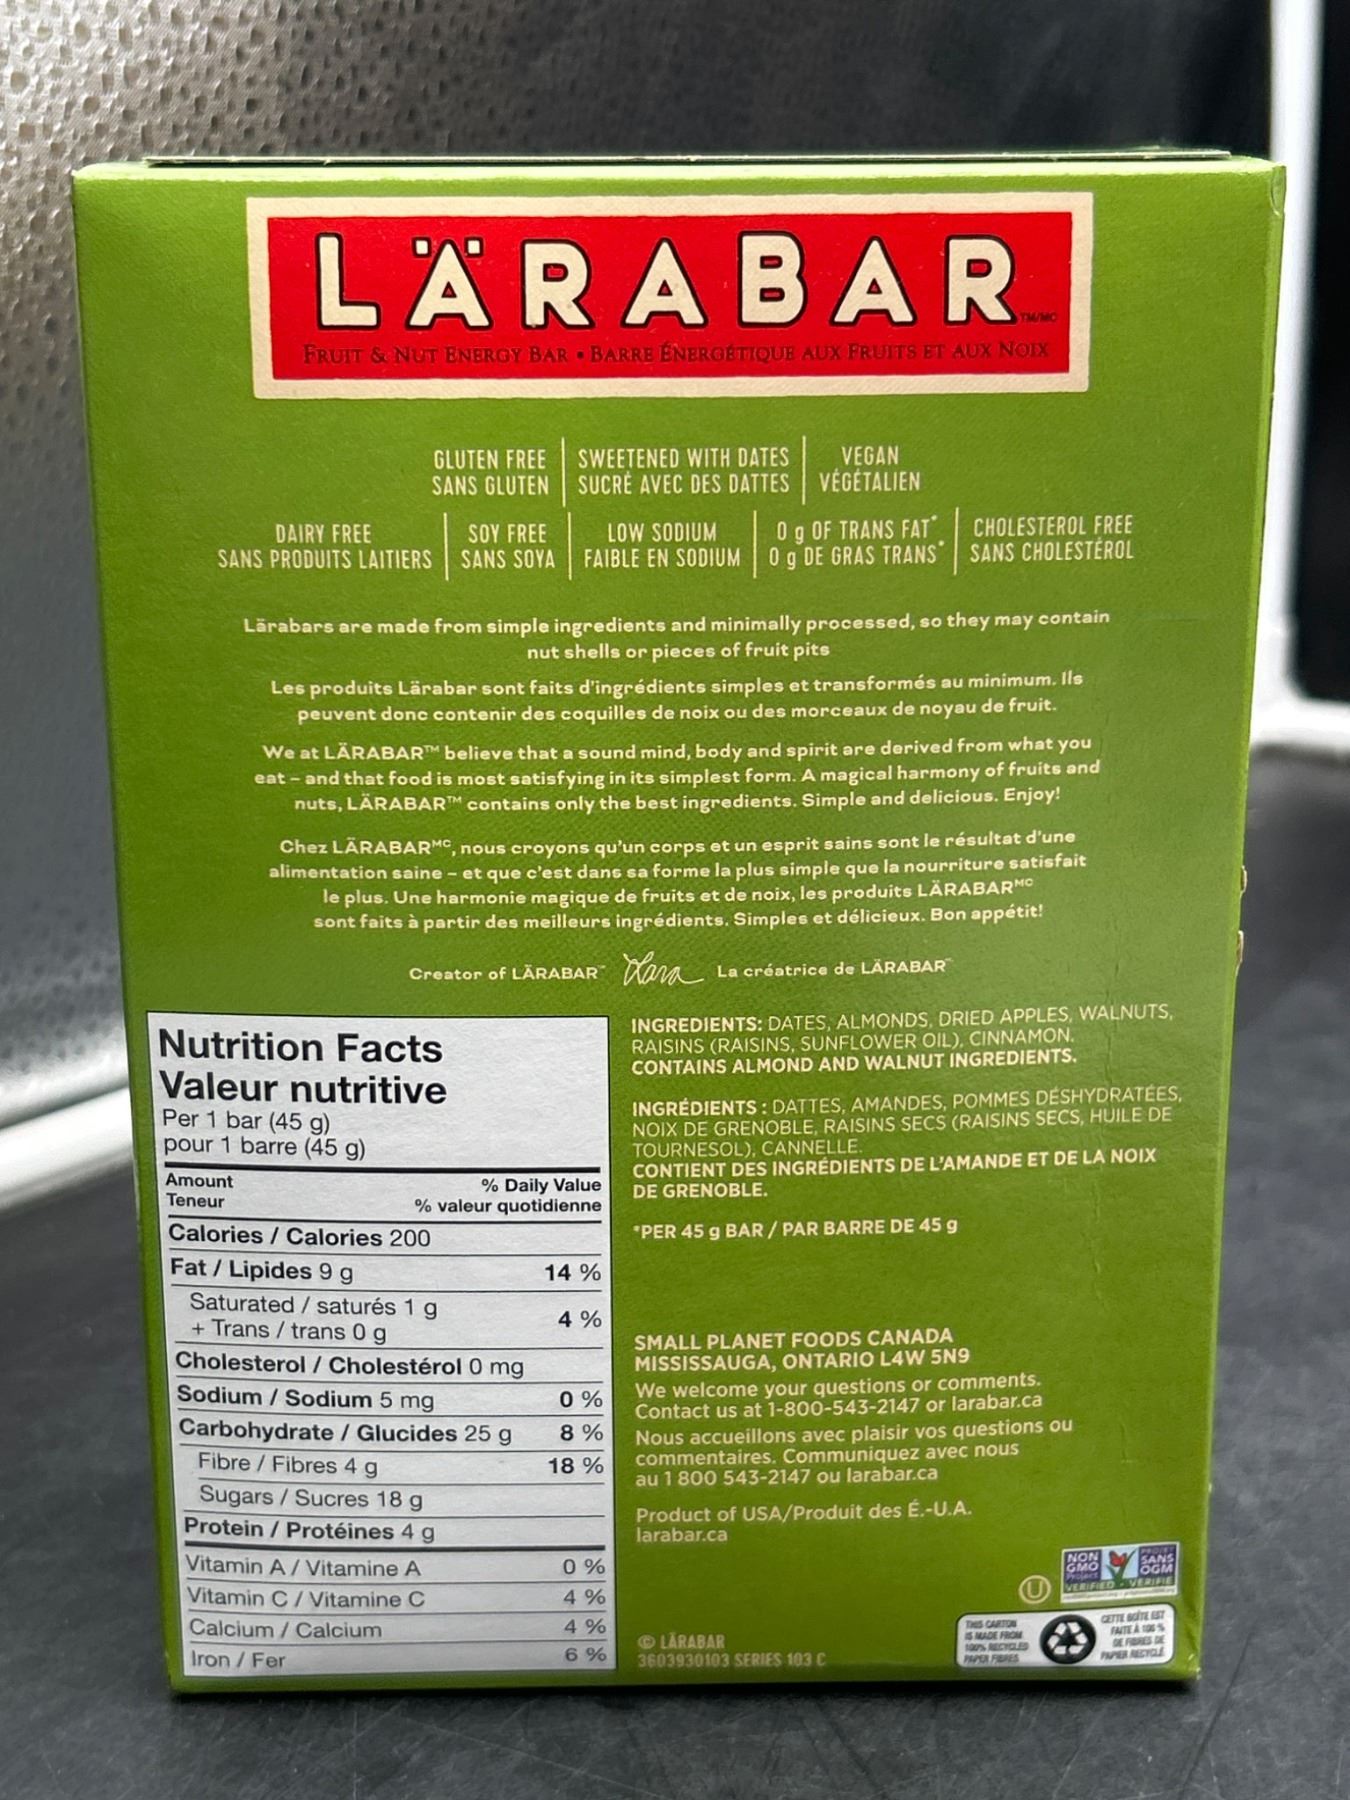 LÄRABAR TM/MC
FRUIT & NUT ENERGY BAR • BARRE ÉNERGÉTIQUE AUX FRUITS ET AUX NOIX
GLUTEN FREE
SANS GLUTEN
SWEETENED WITH DATES
SUCRÉ AVEC DES DATTES
VEGAN
VÉGÉTALIEN
DAIRY FREE
SANS PRODUITS LAITIERS
SOY FREE
SANS SOYA
LOW SODIUM
FAIBLE EN SODIUM
0 g OF TRANS FAT*
0 g DE GRAS TRANS*
CHOLESTEROL FREE
SANS CHOLESTÉROL
Lärabars are made from simple ingredients and minimally processed, so they may contain
nut shells or pieces of fruit pits
Les produits Lärabar sont faits d'ingrédients simples et transformés au minimum. Ils
peuvent donc contenir des coquilles de noix ou des morceaux de noyau de fruit.
We at LÄRABAR™ believe that a sound mind, body and spirit are derived from what you
eat – and that food is most satisfying in its simplest form. A magical harmony of fruits and
nuts, LÄRABAR™ contains only the best ingredients. Simple and delicious. Enjoy!
Chez LÄRABARMC, nous croyons qu'un corps et un esprit sains sont le résultat d'une
alimentation saine – et que c'est dans sa forme la plus simple que la nourriture satisfait
le plus. Une harmonie magique de fruits et de noix, les produits LÄRABARMC
sont faits à partir des meilleurs ingrédients. Simples et délicieux. Bon appétit!
Creator of LÄRABAR™ Lara La créatrice de LÄRABAR™
Nutrition Facts
Valeur nutritive
Per 1 bar (45 g)
pour 1 barre (45 g)
Amount % Daily Value
Teneur % valeur quotidienne
Calories / Calories 200
Fat / Lipides 9 g 14 %
Saturated / saturés 1 g
+ Trans / trans 0 g 4 %
Cholesterol / Cholestérol 0 mg
Sodium / Sodium 5 mg 0 %
Carbohydrate / Glucides 25 g 8 %
Fibre / Fibres 4 g 18 %
Sugars / Sucres 18 g
Protein / Protéines 4 g
Vitamin A / Vitamine A 0 %
Vitamin C / Vitamine C 4 %
Calcium / Calcium 4 %
Iron / Fer 6 %
INGREDIENTS: DATES, ALMONDS, DRIED APPLES, WALNUTS,
RAISINS (RAISINS, SUNFLOWER OIL), CINNAMON.
CONTAINS ALMOND AND WALNUT INGREDIENTS.
INGRÉDIENTS : DATTES, AMANDES, POMMES DÉSHYDRATÉES,
NOIX DE GRENOBLE, RAISINS SECS (RAISINS SECS, HUILE DE
TOURNESOL), CANNELLE.
CONTIENT DES INGRÉDIENTS DE L'AMANDE ET DE LA NOIX
DE GRENOBLE.
*PER 45 g BAR / PAR BARRE DE 45 g
SMALL PLANET FOODS CANADA
MISSISSAUGA, ONTARIO L4W 5N9
We welcome your questions or comments.
Contact us at 1-800-543-2147 or larabar.ca
Nous accueillons avec plaisir vos questions ou
commentaires. Communiquez avec nous
au 1 800 543-2147 ou larabar.ca
Product of USA/Produit des É.-U.A.
larabar.ca
© LÄRABAR
3603930103 SERIES 103 C
U
NON
GMO
Project
VERIFIED
PROJET
SANS
OGM
VÉRIFIÉ
THIS CARTON
IS MADE FROM
100% RECYCLED
PAPER FIBRES
CETTE BOÎTE EST
FAITE À 100 %
DE FIBRES DE
PAPIER RECYCLÉ